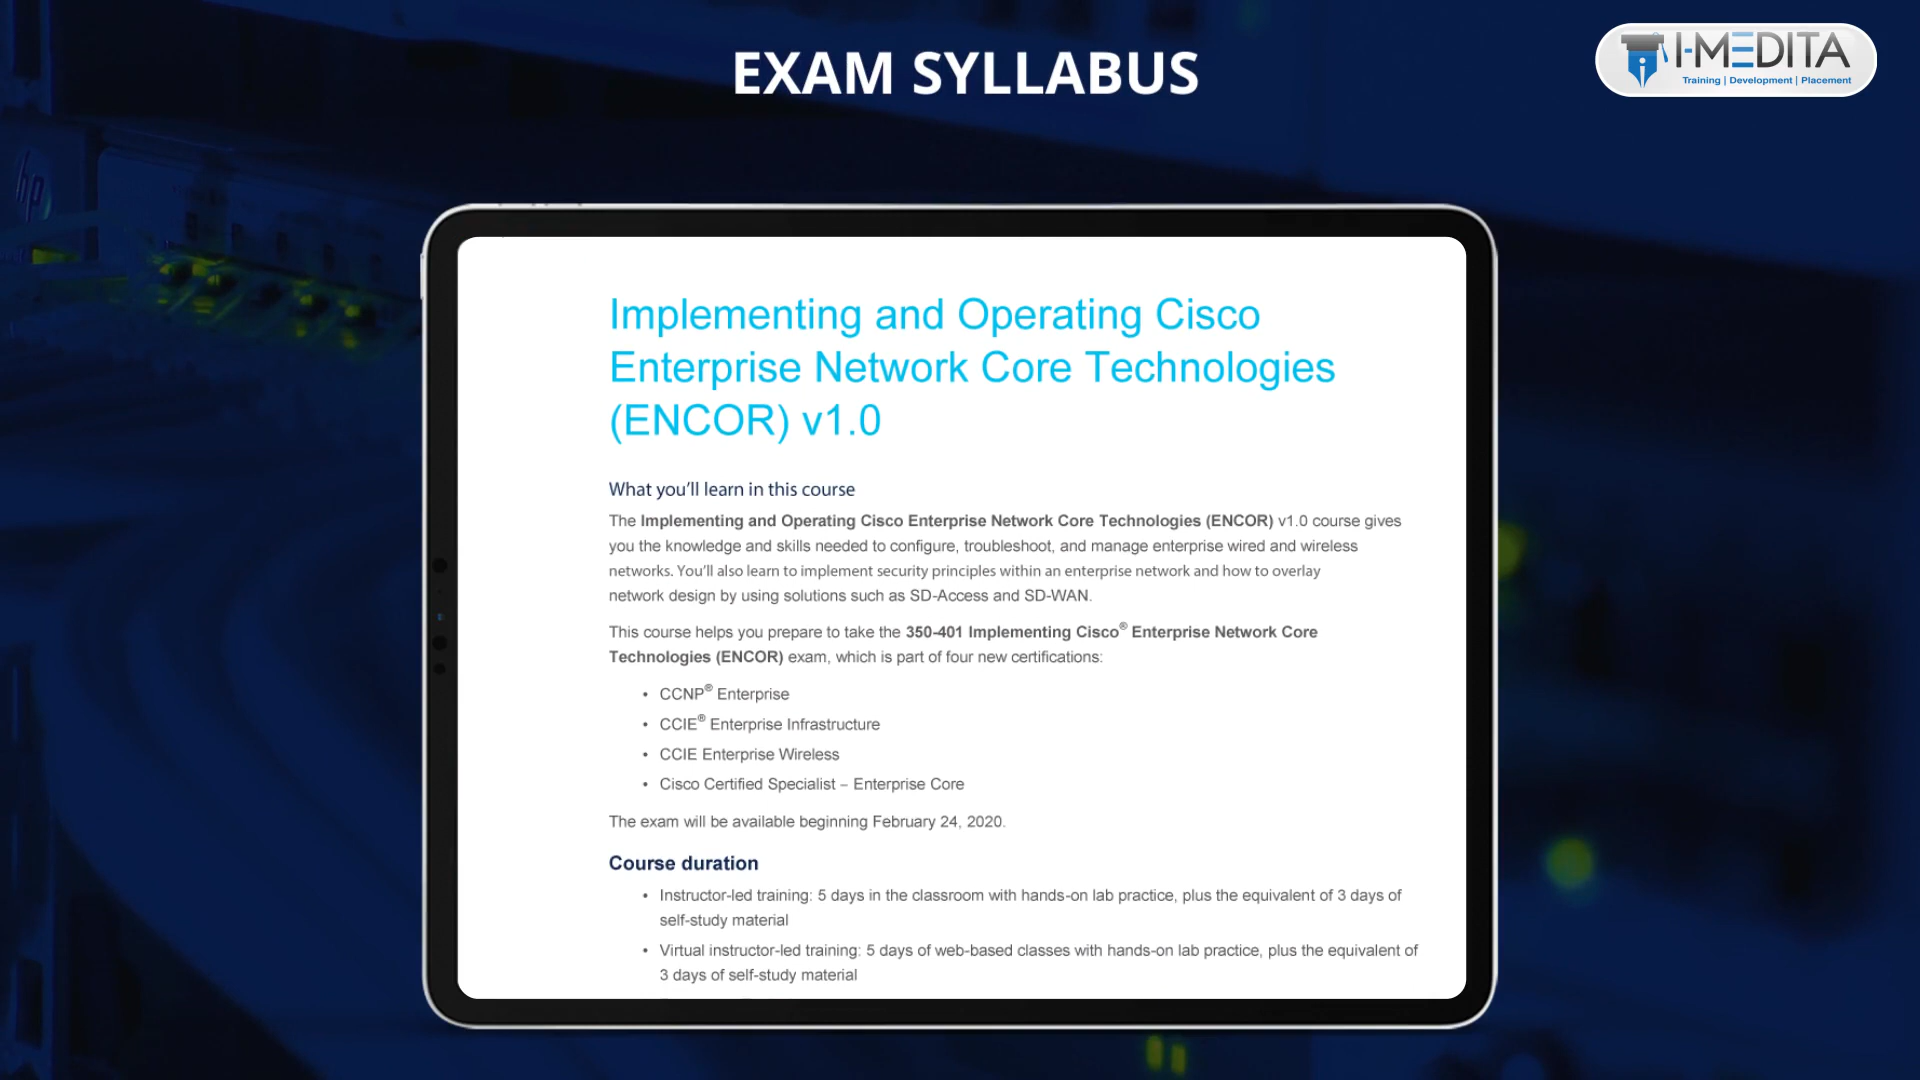 EXAM SYLLABUS
I-MEDITA
Training | Development | Placement
hp
Implementing and Operating Cisco
Enterprise Network Core Technologies
(ENCOR) v1.0
What you’ll learn in this course
The Implementing and Operating Cisco Enterprise Network Core Technologies (ENCOR) v1.0 course gives
you the knowledge and skills needed to configure, troubleshoot, and manage enterprise wired and wireless
networks. You’ll also learn to implement security principles within an enterprise network and how to overlay
network design by using solutions such as SD-Access and SD-WAN.
This course helps you prepare to take the 350-401 Implementing Cisco® Enterprise Network Core
Technologies (ENCOR) exam, which is part of four new certifications:
• CCNP® Enterprise
• CCIE® Enterprise Infrastructure
• CCIE Enterprise Wireless
• Cisco Certified Specialist – Enterprise Core
The exam will be available beginning February 24, 2020.
Course duration
• Instructor-led training: 5 days in the classroom with hands-on lab practice, plus the equivalent of 3 days of
self-study material
• Virtual instructor-led training: 5 days of web-based classes with hands-on lab practice, plus the equivalent of
3 days of self-study material